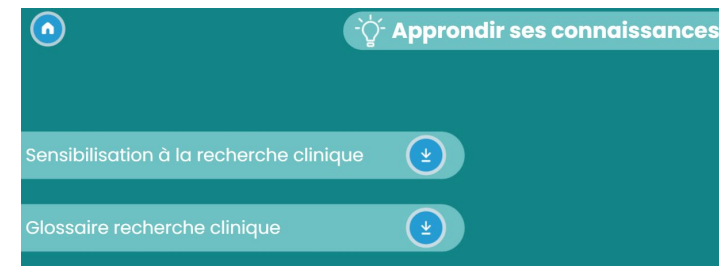 Approndir ses connaissances
Sensibilisation à la recherche clinique
Glossaire recherche clinique